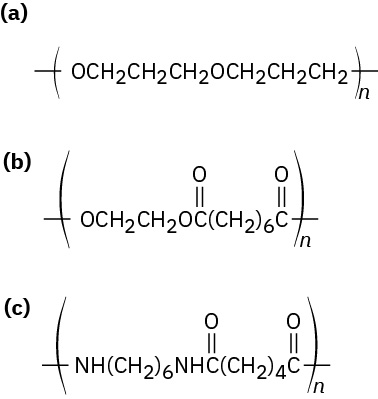 (a)
( OCH₂CH₂CH₂OCH₂CH₂CH₂ )n
(b)
O O
|| ||
( OCH₂CH₂OC(CH₂)₆C )n
(c)
O O
|| ||
( NH(CH₂)₆NHC(CH₂)₄C )n